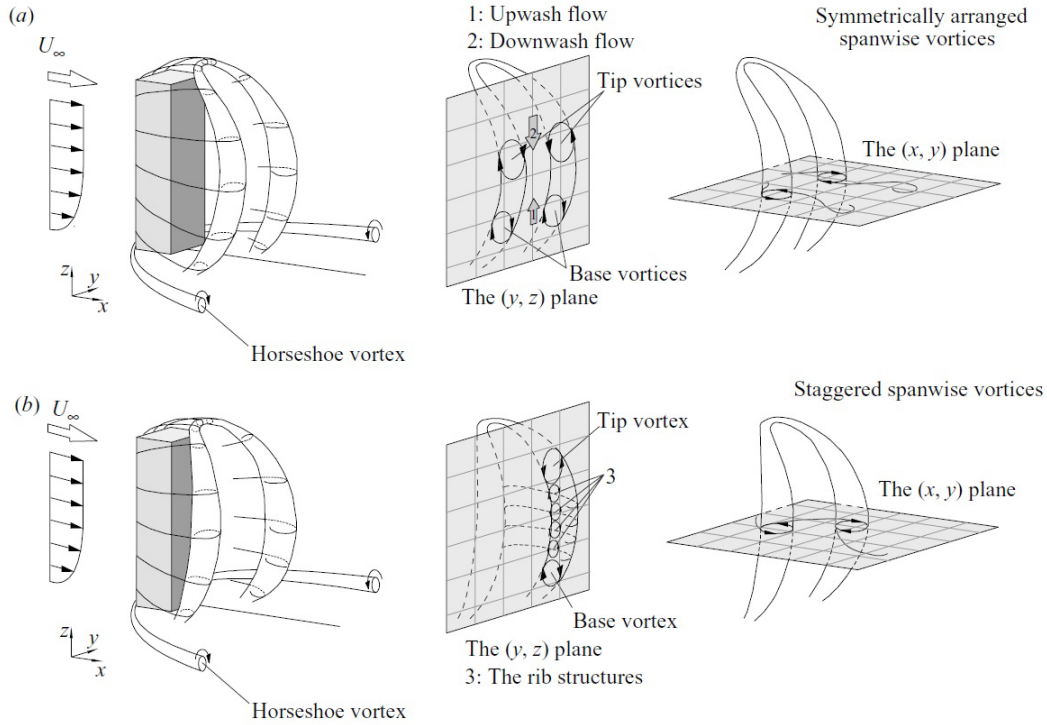 (a)
U∞
1: Upwash flow
2: Downwash flow
Symmetrically arranged
spanwise vortices
Tip vortices
2
The (x, y) plane
1
z
y
x
Base vortices
The (y, z) plane
Horseshoe vortex
(b)
U∞
Staggered spanwise vortices
Tip vortex
3
The (x, y) plane
z
y
x
Base vortex
The (y, z) plane
3: The rib structures
Horseshoe vortex